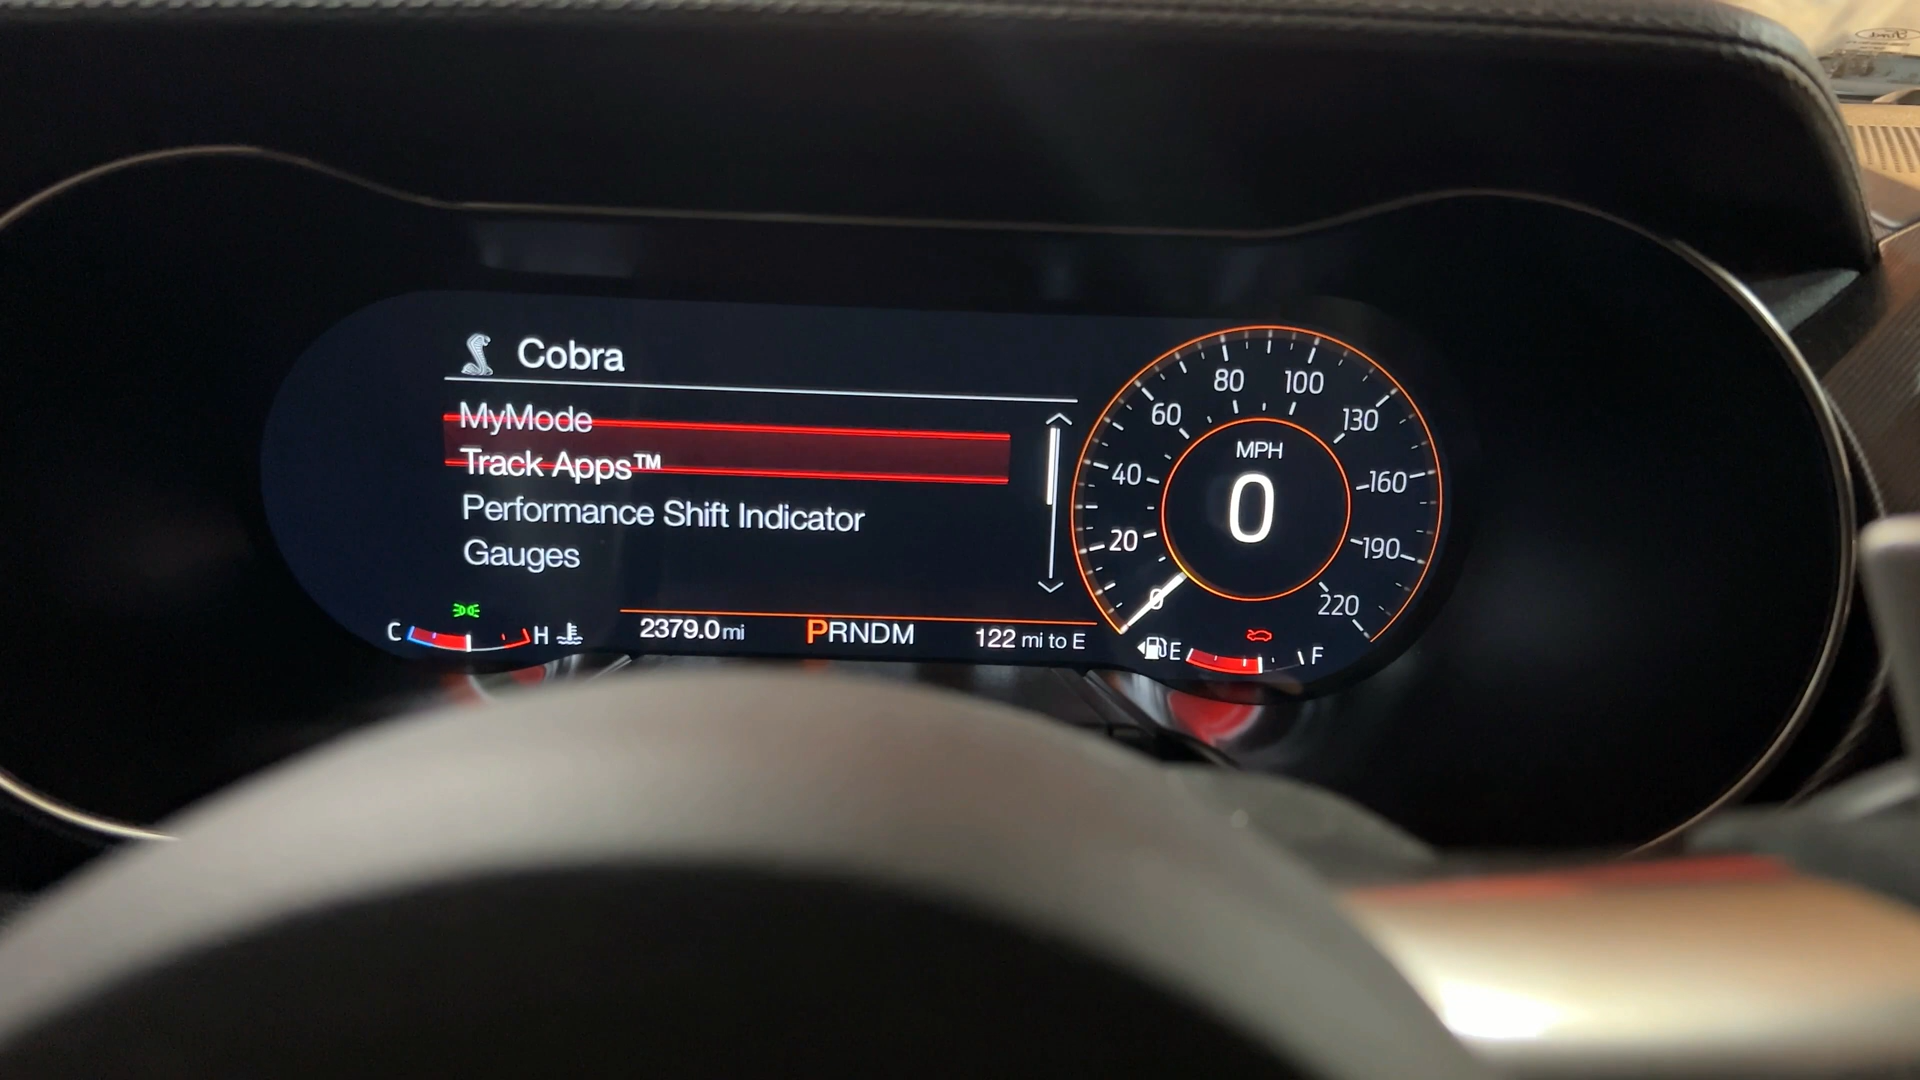 Cobra
MyMode
Track Apps™
Performance Shift Indicator
Gauges
C H
2379.0 mi
PRNDM
122 mi to E
MPH
0
0
20
40
60
80
100
130
160
190
220
E F